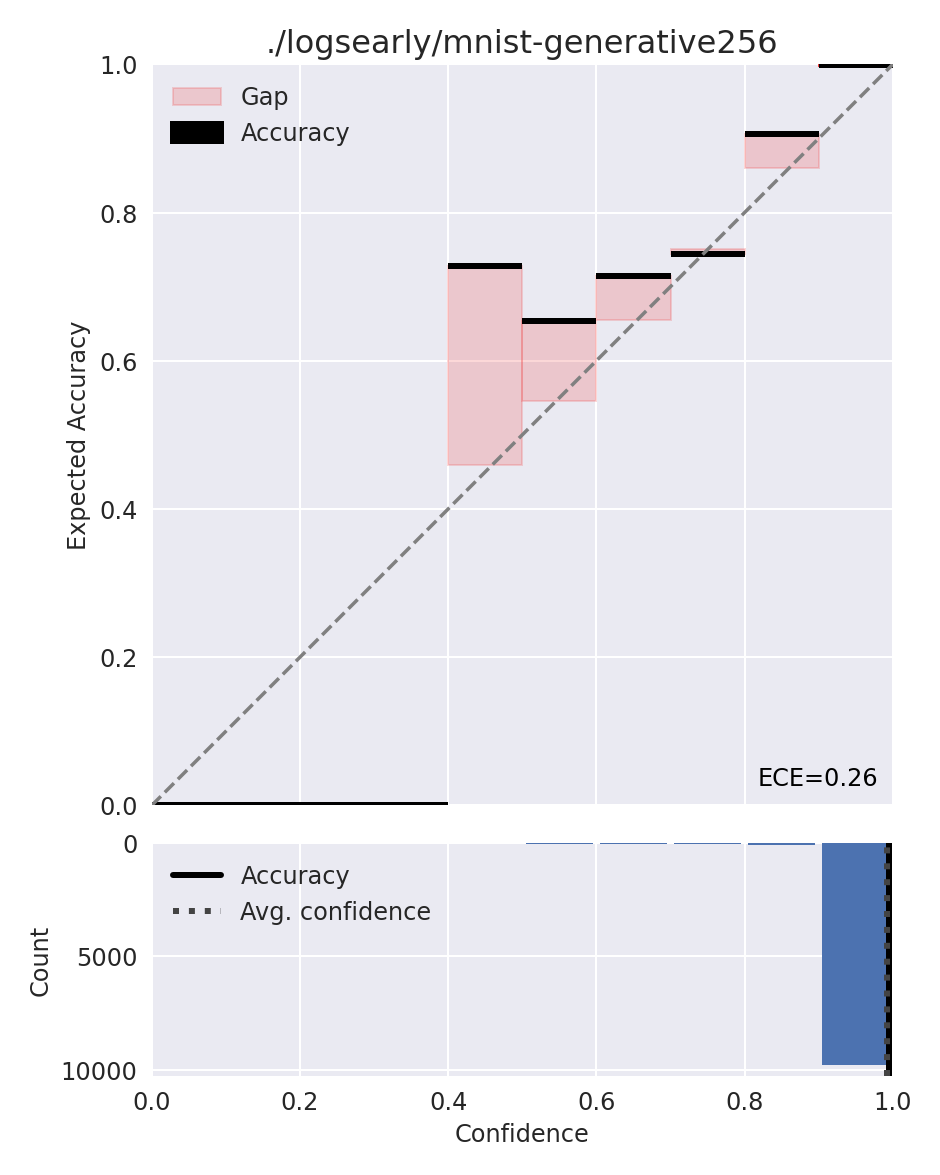 ./logsearly/mnist-generative256
1.0
Gap
Accuracy
0.8
0.6
Expected Accuracy
0.4
0.2
ECE=0.26
0.0
0
Accuracy
Avg. confidence
Count
5000
10000
0.0 0.2 0.4 0.6 0.8 1.0
Confidence